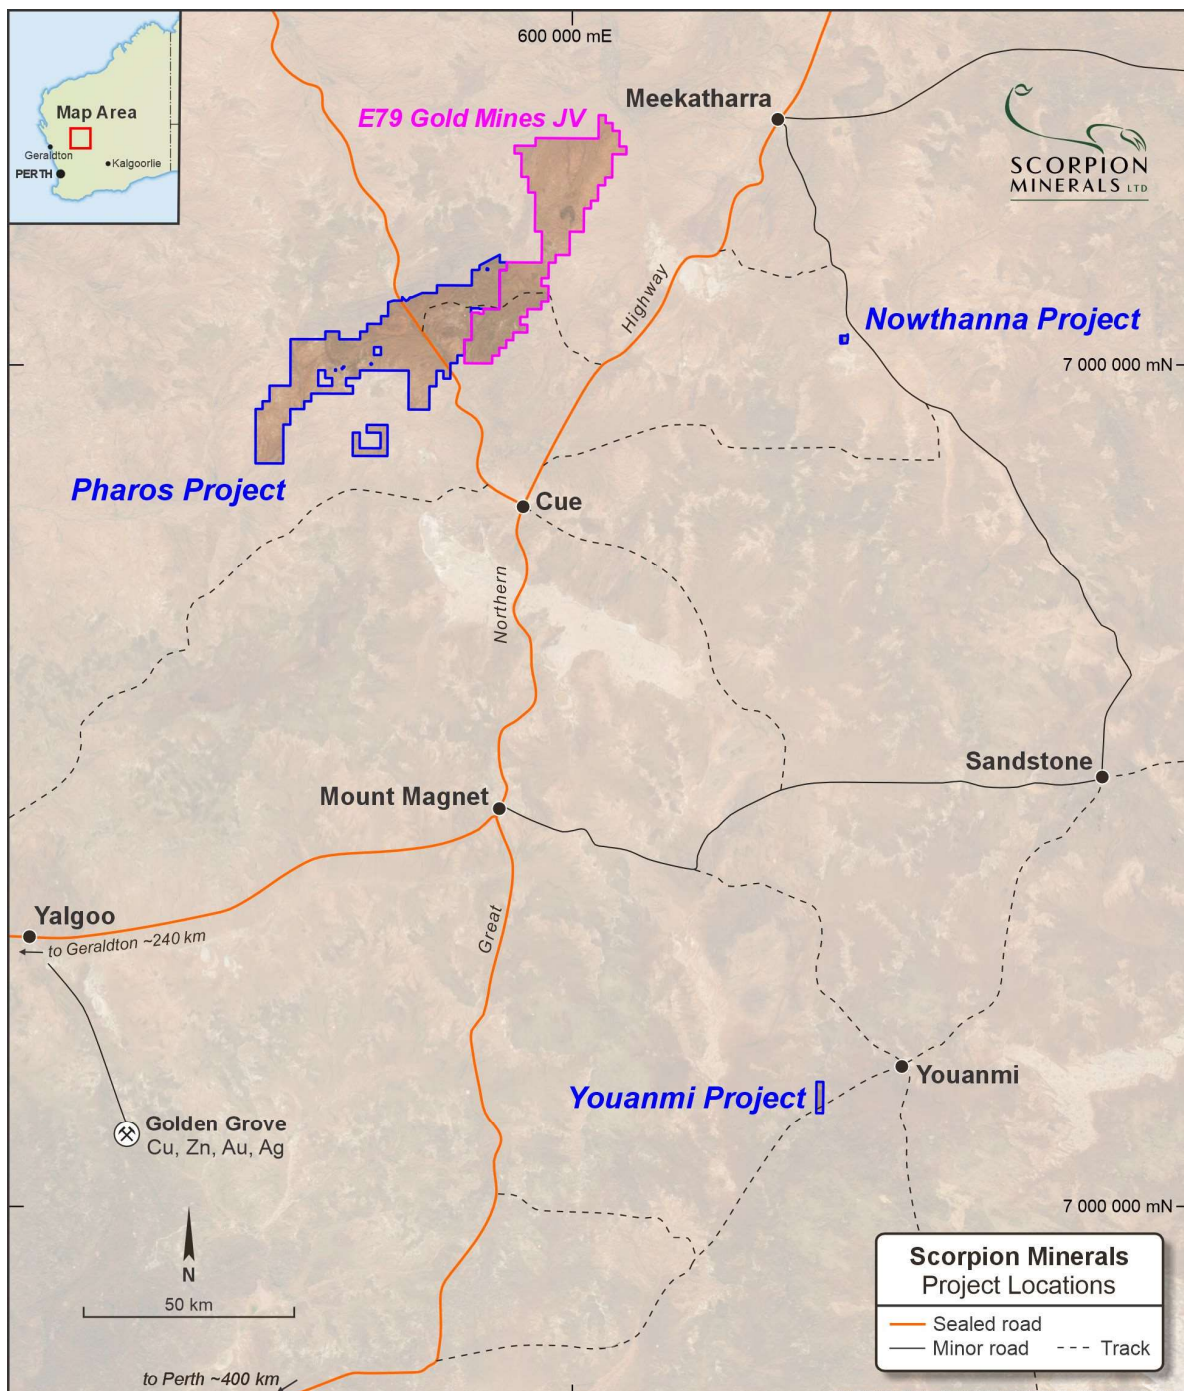 600 000 mE
Meekatharra
E79 Gold Mines JV
Map Area
Geraldton
Kalgoorlie
PERTH
SCORPION
MINERALS LTD
Highway
Nowthanna Project
7 000 000 mN
Pharos Project
Cue
Northern
Sandstone
Mount Magnet
Yalgoo
to Geraldton ~240 km
Great
Youanmi
Youanmi Project
Golden Grove
Cu, Zn, Au, Ag
7 000 000 mN
N
50 km
to Perth ~400 km
Scorpion Minerals
Project Locations
Sealed road
Minor road
Track